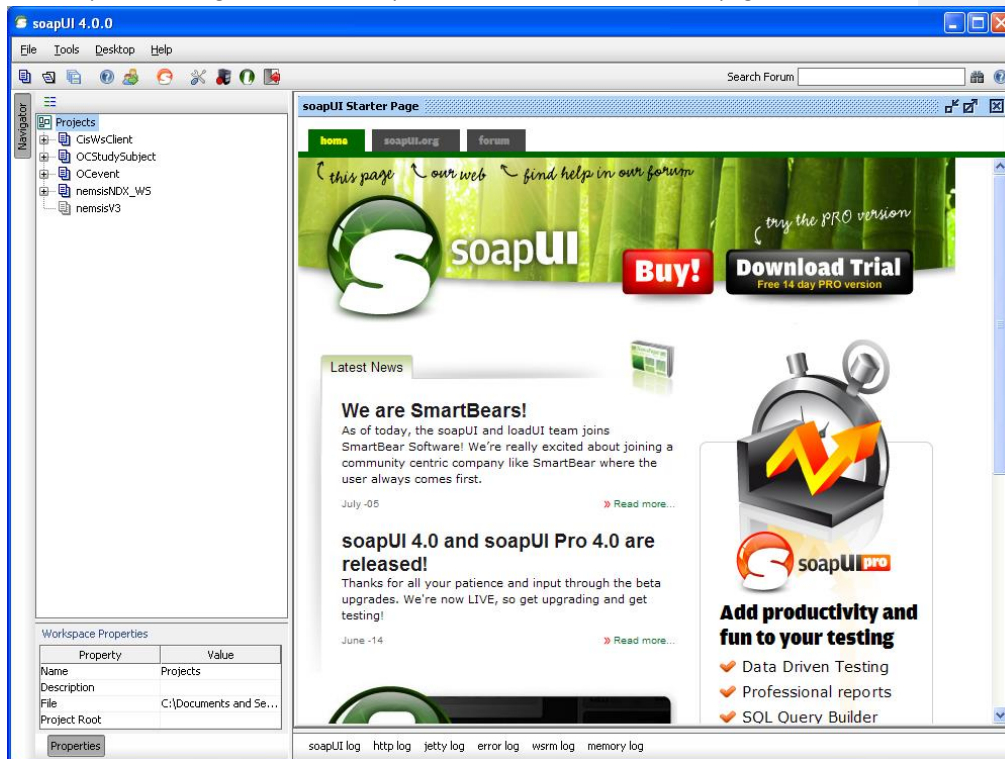 soapUI 4.0.0
File Tools Desktop Help
Search Forum
Navigator
Projects
CisWsClient
OCStudySubject
OCevent
nemsisNDX_WS
nemsisV3
soapUI Starter Page
home soapUI.org forum
this page our web find help in our forum
try the PRO version
soapUI
Buy!
Download Trial
Free 14 day PRO version
Latest News
We are SmartBears!
As of today, the soapUI and loadUI team joins
SmartBear Software! We're really excited about joining a
community centric company like SmartBear where the
user always comes first.
July -05 » Read more...
soapUI 4.0 and soapUI Pro 4.0 are
released!
Thanks for all your patience and input through the beta
upgrades. We're now LIVE, so get upgrading and get
testing!
June -14 » Read more...
soapUI pro
Add productivity and
fun to your testing
Data Driven Testing
Professional reports
SQL Query Builder
Workspace Properties
Property Value
Name Projects
Description
File C:\Documents and Se...
Project Root
Properties
soapUI log http log jetty log error log wsrm log memory log